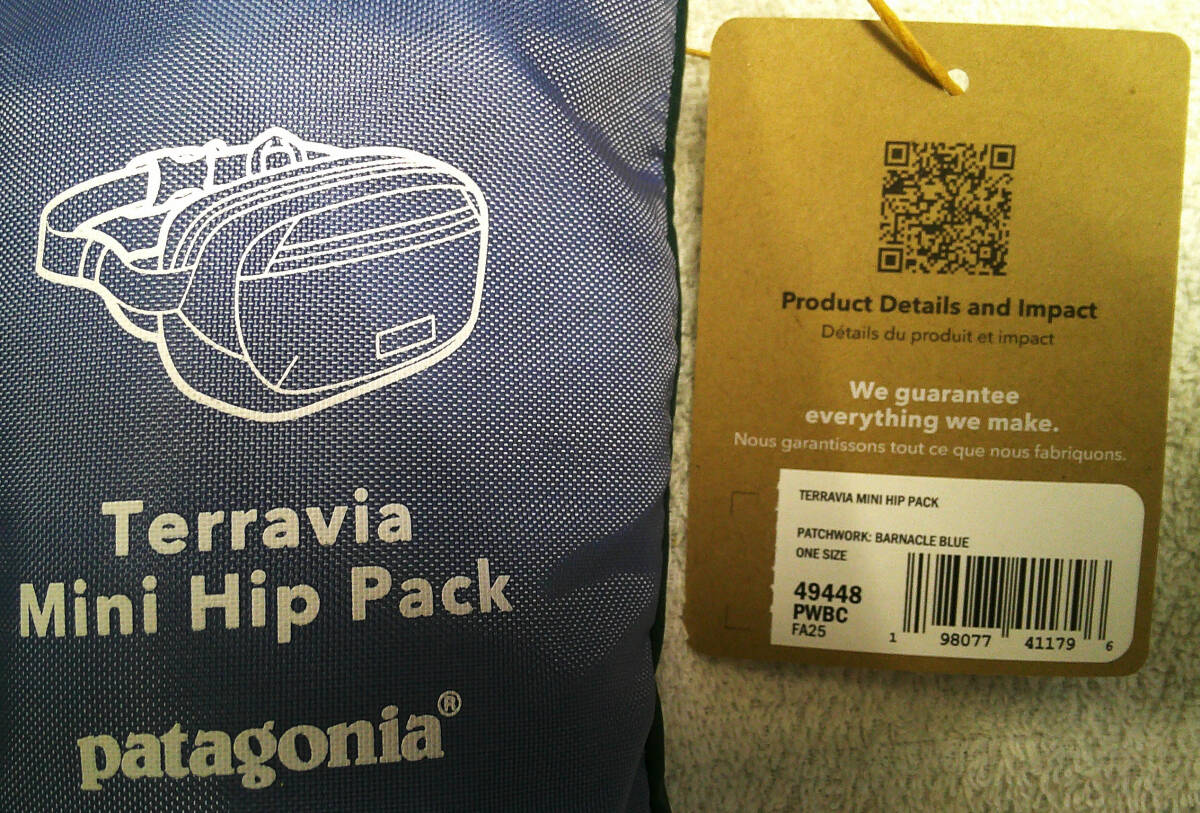 Terravia
Mini Hip Pack
patagonia®
Product Details and Impact
Détails du produit et impact
We guarantee
everything we make.
Nous garantissons tout ce que nous fabriquons.
TERRAVIA MINI HIP PACK
PATCHWORK: BARNACLE BLUE
ONE SIZE
49448
PWBC
FA25
1 98077 41179 6